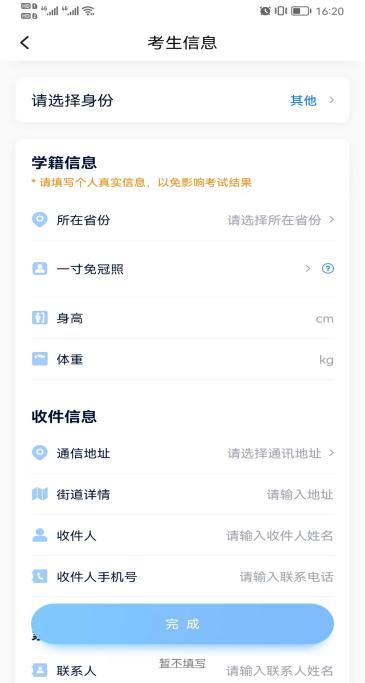 16:20
考生信息
请选择身份 其他
学籍信息
* 请填写个人真实信息，以免影响考试结果
所在省份 请选择所在省份
一寸免冠照
身高 cm
体重 kg
收件信息
通信地址 请选择通讯地址
街道详情 请输入地址
收件人 请输入收件人姓名
收件人手机号 请输入联系电话
完成
暂不填写
联系人 请输入联系人姓名